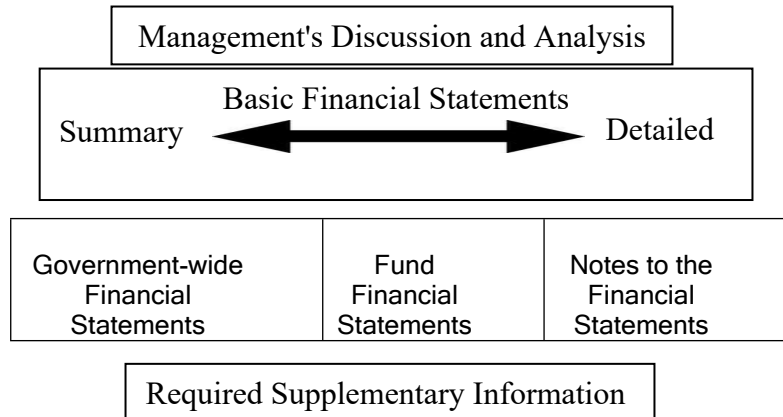 Management's Discussion and Analysis
Basic Financial Statements
Summary
Detailed
Government-wide
Financial
Statements
Fund
Financial
Statements
Notes to the
Financial
Statements
Required Supplementary Information